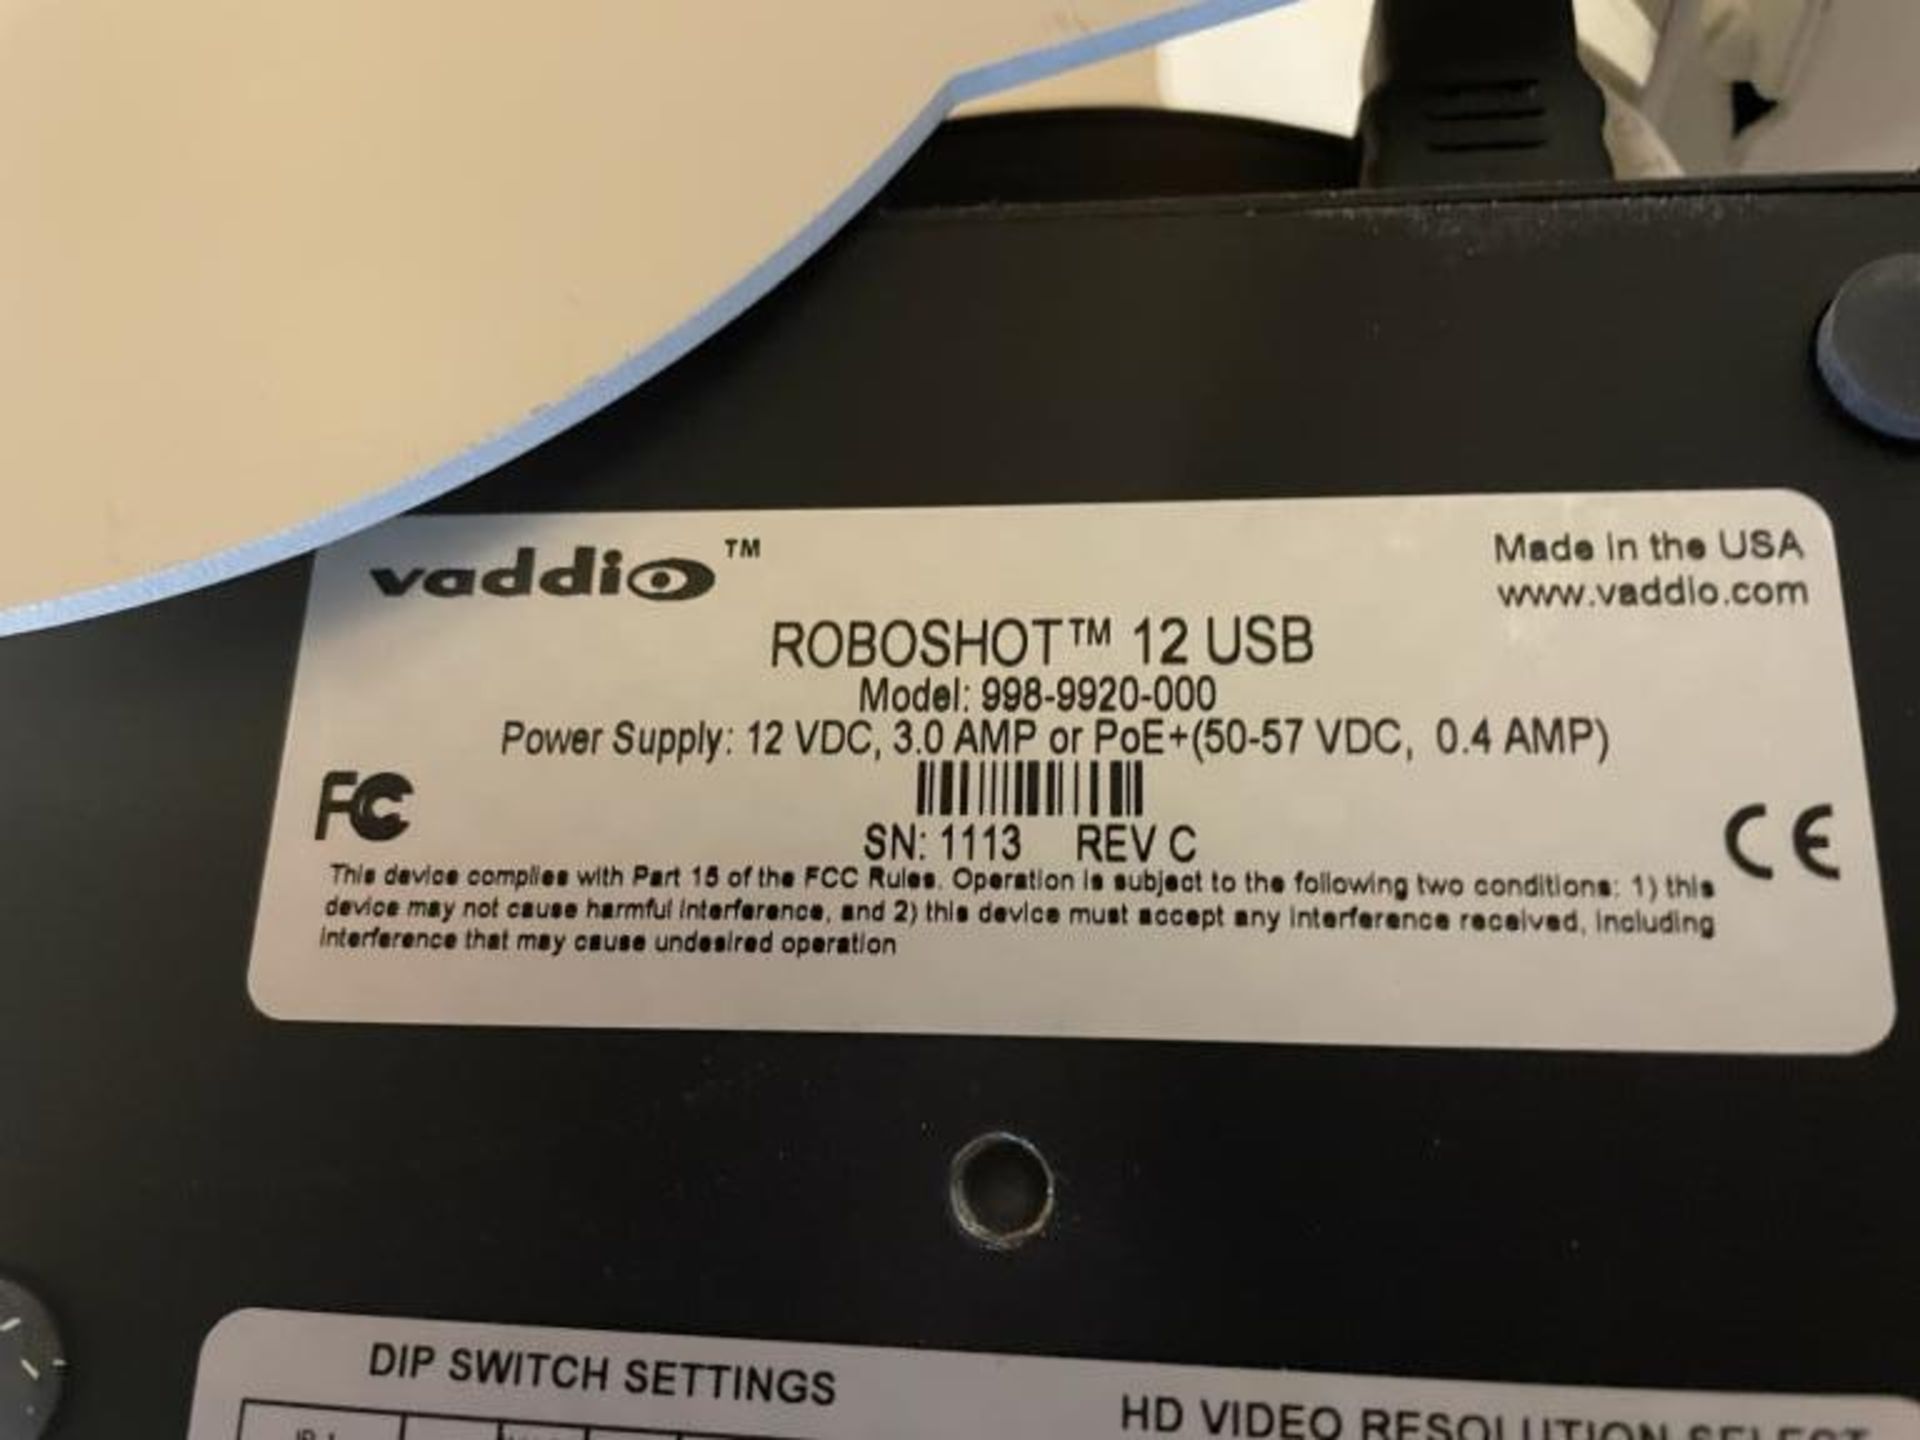 vaddio™
Made in the USA
www.vaddio.com
ROBOSHOT™ 12 USB
Model: 998-9920-000
Power Supply: 12 VDC, 3.0 AMP or PoE+(50-57 VDC, 0.4 AMP)
FC
SN: 1113 REV C
CE
This device complies with Part 15 of the FCC Rules. Operation is subject to the following two conditions: 1) this
device may not cause harmful interference, and 2) this device must accept any interference received, including
interference that may cause undesired operation
DIP SWITCH SETTINGS
HD VIDEO RESOLUTION SELECT